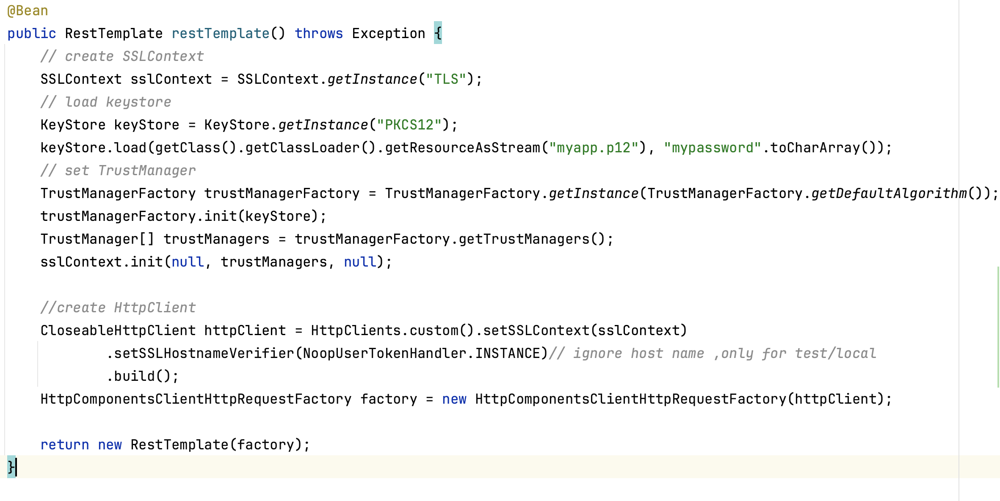 @Bean
public RestTemplate restTemplate() throws Exception {
// create SSLContext
SSLContext sslContext = SSLContext.getInstance("TLS");
// load keystore
KeyStore keyStore = KeyStore.getInstance("PKCS12");
keyStore.load(getClass().getClassLoader().getResourceAsStream("myapp.p12"), "mypassword".toCharArray());
// set TrustManager
TrustManagerFactory trustManagerFactory = TrustManagerFactory.getInstance(TrustManagerFactory.getDefaultAlgorithm());
trustManagerFactory.init(keyStore);
TrustManager[] trustManagers = trustManagerFactory.getTrustManagers();
sslContext.init(null, trustManagers, null);
//create HttpClient
CloseableHttpClient httpClient = HttpClients.custom().setSSLContext(sslContext)
.setSSLHostnameVerifier(NoopUserTokenHandler.INSTANCE)// ignore host name ,only for test/local
.build();
HttpComponentsClientHttpRequestFactory factory = new HttpComponentsClientHttpRequestFactory(httpClient);
return new RestTemplate(factory);
}